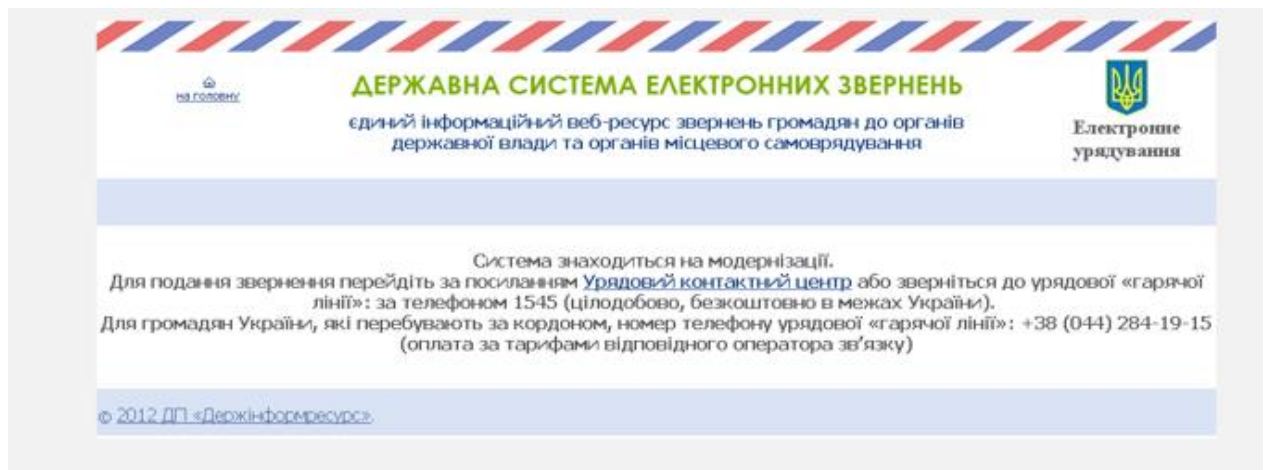 на головну
ДЕРЖАВНА СИСТЕМА ЕЛЕКТРОННИХ ЗВЕРНЕНЬ
єдиний інформаційний веб-ресурс звернень громадян до органів
державної влади та органів місцевого самоврядування
Електронне
урядування
Система знаходиться на модернізації.
Для подання звернення перейдіть за посиланням Урядовий контактний центр або зверніться до урядової «гарячої
лінії»: за телефоном 1545 (цілодобово, безкоштовно в межах України).
Для громадян України, які перебувають за кордоном, номер телефону урядової «гарячої лінії»: +38 (044) 284-19-15
(оплата за тарифами відповідного оператора зв’язку)
© 2012 ДП «Держінформресурс».